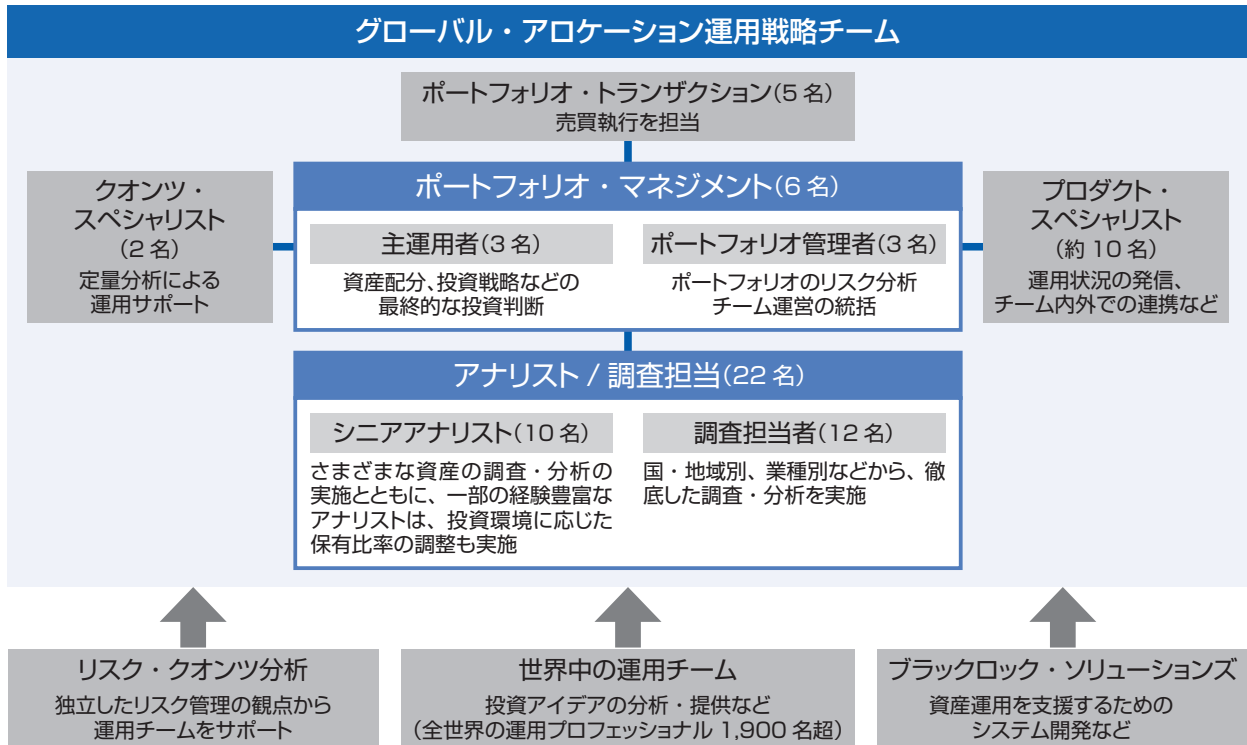 グローバル・アロケーション運用戦略チーム
ポートフォリオ・トランザクション(5名)
売買執行を担当
クオンツ・
スペシャリスト
(2名)
定量分析による
運用サポート
ポートフォリオ・マネジメント(6名)
主運用者(3名)
資産配分、投資戦略などの
最終的な投資判断
ポートフォリオ管理者(3名)
ポートフォリオのリスク分析
チーム運営の統括
プロダクト・
スペシャリスト
(約10名)
運用状況の発信、
チーム内外での連携など
アナリスト / 調査担当(22名)
シニアアナリスト(10名)
さまざまな資産の調査・分析の
実施とともに、一部の経験豊富な
アナリストは、投資環境に応じた
保有比率の調整も実施
調査担当者(12名)
国・地域別、業種別などから、徹
底した調査・分析を実施
リスク・クオンツ分析
独立したリスク管理の観点から
運用チームをサポート
世界中の運用チーム
投資アイデアの分析・提供など
(全世界の運用プロフェッショナル 1,900名超)
ブラックロック・ソリューションズ
資産運用を支援するための
システム開発など